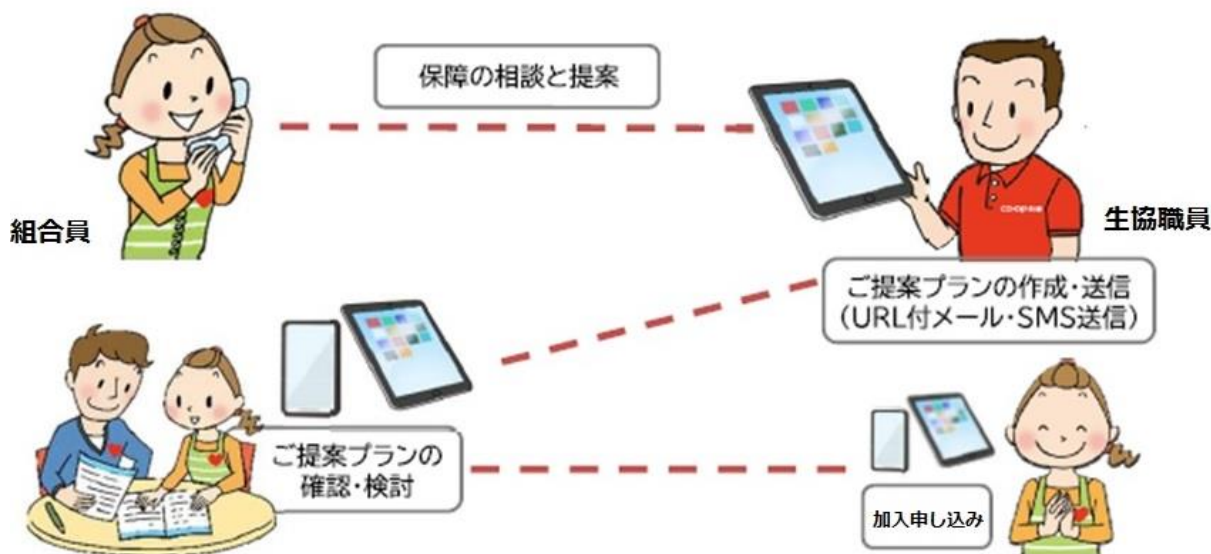 保障の相談と提案
組合員
生協職員
ご提案プランの作成・送信
（URL付メール・SMS送信）
ご提案プランの
確認・検討
加入申し込み